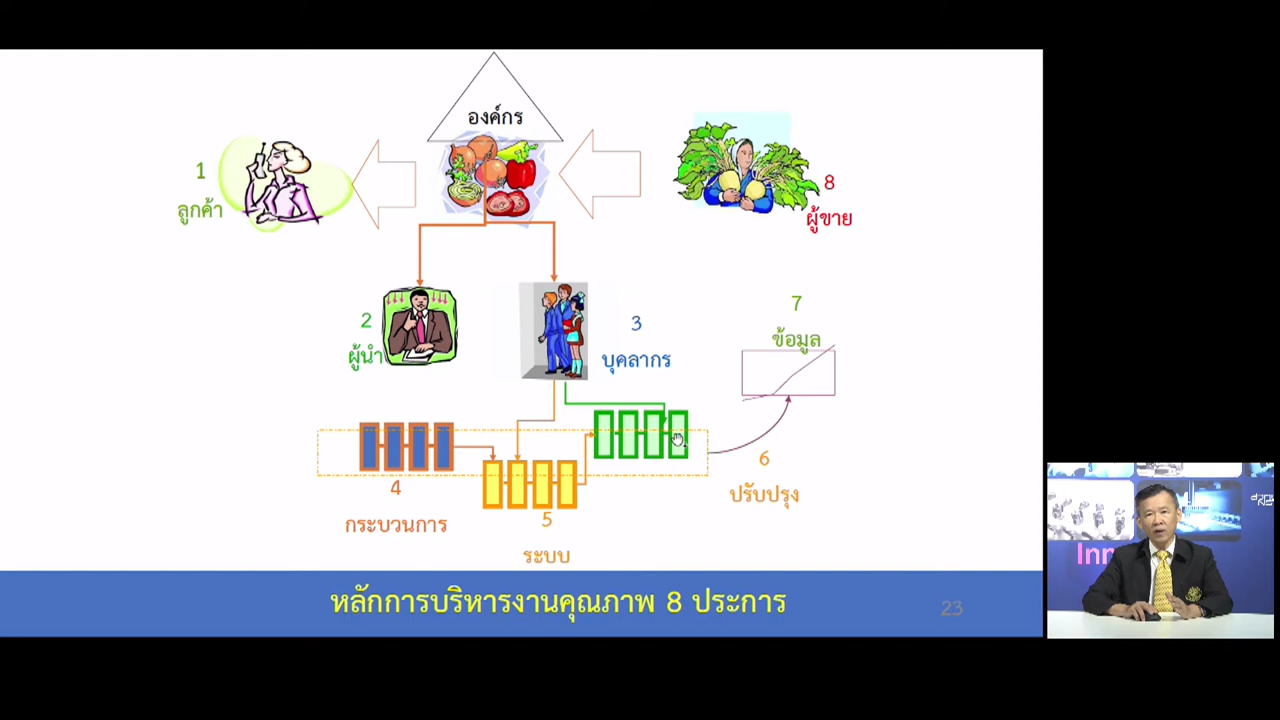 องค์กร
1
ลูกค้า
8
ผู้ขาย
2
ผู้นำ
3
บุคลากร
7
ข้อมูล
4
กระบวนการ
5
ระบบ
6
ปรับปรุง
หลักการบริหารงานคุณภาพ 8 ประการ
23